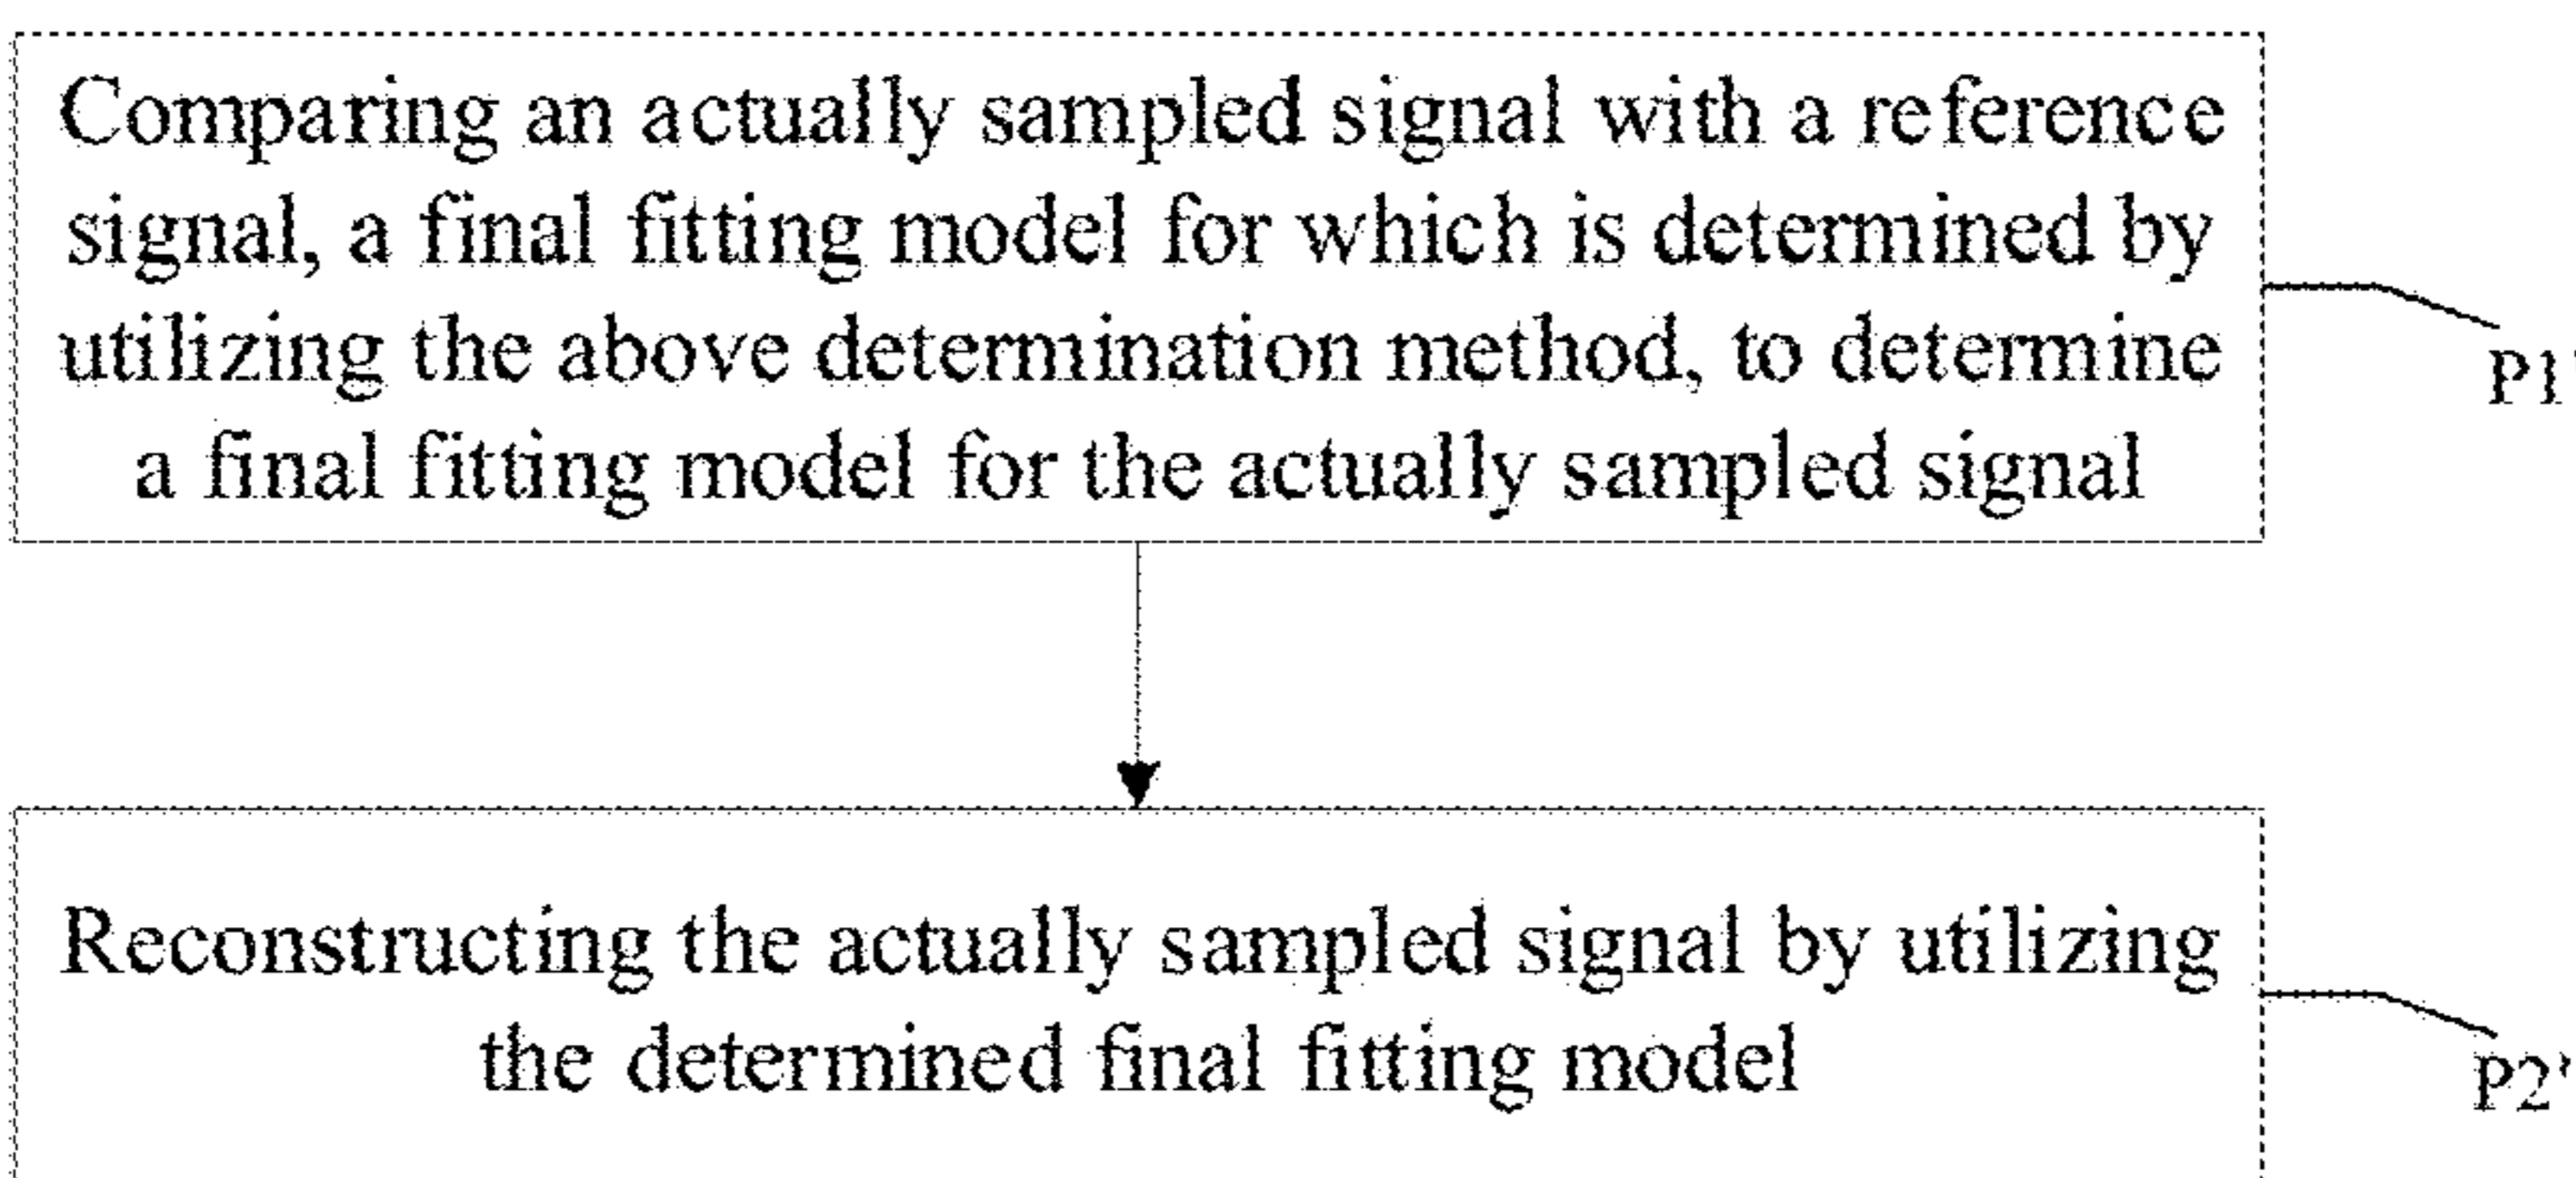 Comparing an actually sampled signal with a reference
signal, a final fitting model for which is determined by
utilizing the above determination method, to determine
a final fitting model for the actually sampled signal
P1'
Reconstructing the actually sampled signal by utilizing
the determined final fitting model
P2'